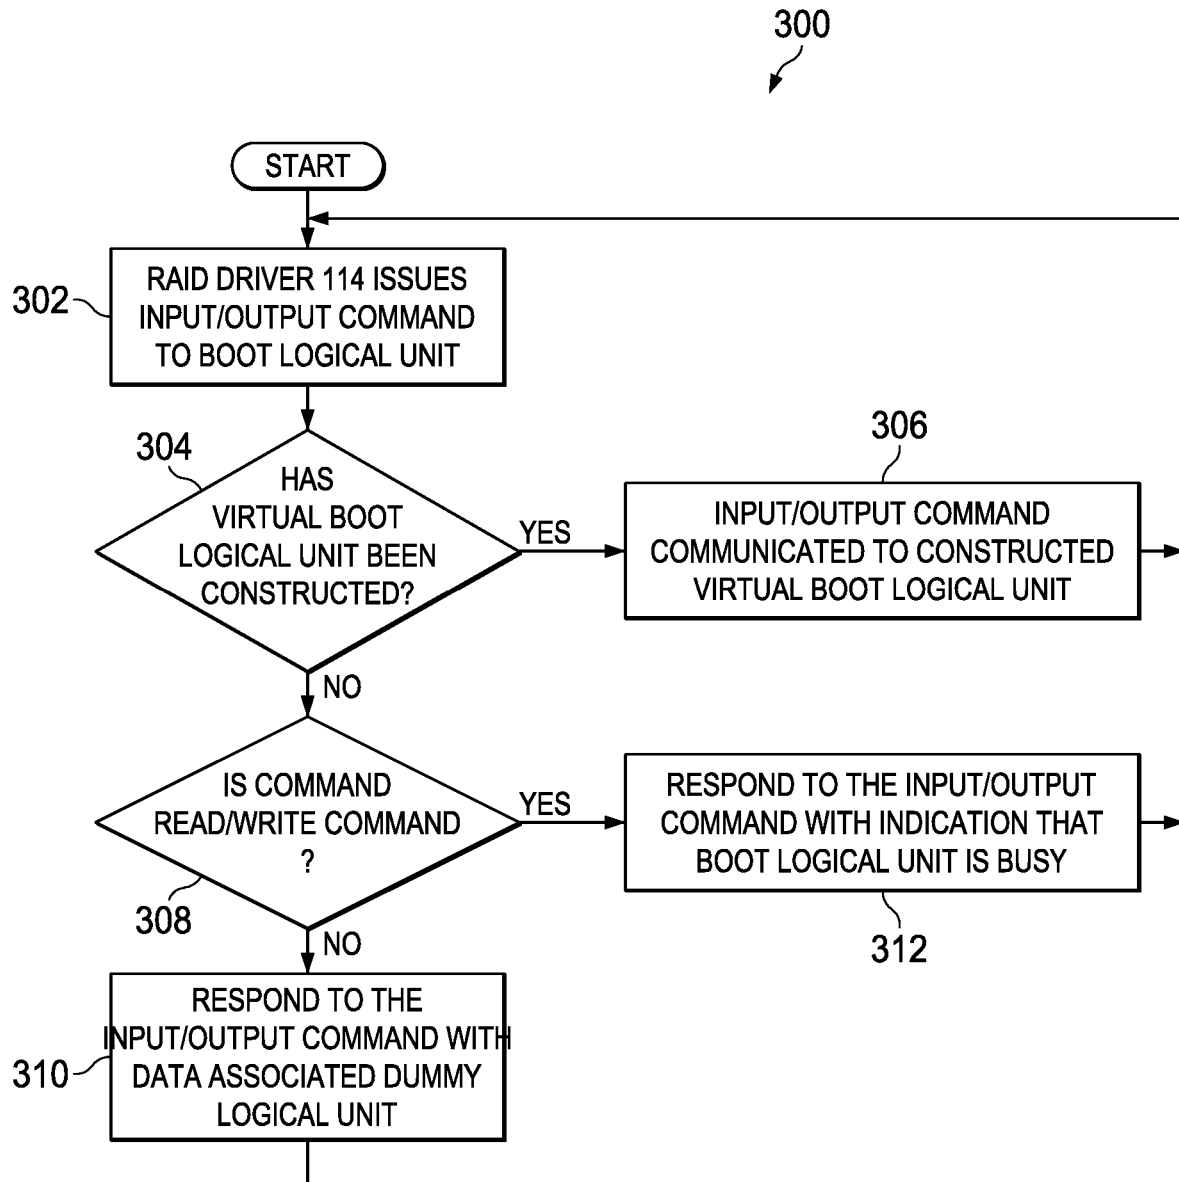 300
START
302
RAID DRIVER 114 ISSUES
INPUT/OUTPUT COMMAND
TO BOOT LOGICAL UNIT
304
HAS
VIRTUAL BOOT
LOGICAL UNIT BEEN
CONSTRUCTED?
YES
306
INPUT/OUTPUT COMMAND
COMMUNICATED TO CONSTRUCTED
VIRTUAL BOOT LOGICAL UNIT
NO
IS COMMAND
READ/WRITE COMMAND
?
308
YES
RESPOND TO THE INPUT/OUTPUT
COMMAND WITH INDICATION THAT
BOOT LOGICAL UNIT IS BUSY
312
NO
310
RESPOND TO THE
INPUT/OUTPUT COMMAND WITH
DATA ASSOCIATED DUMMY
LOGICAL UNIT